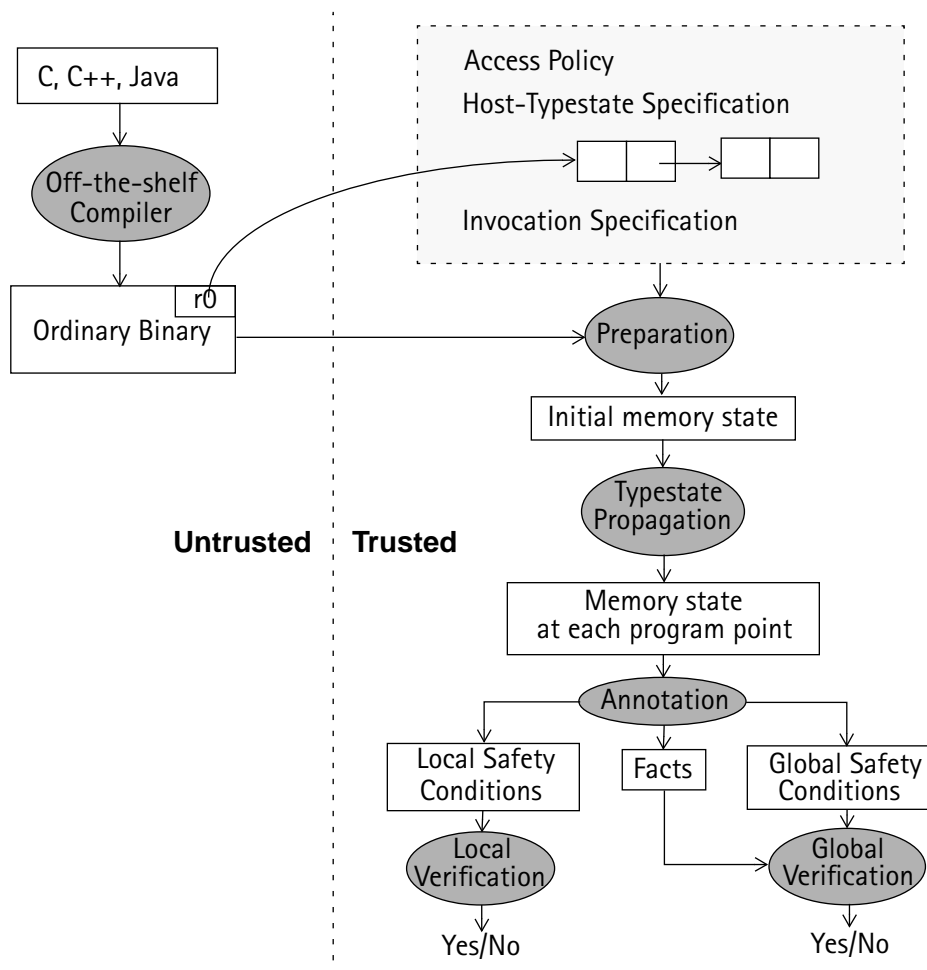 C, C++, Java
Off-the-shelf
Compiler
r0
Ordinary Binary
Access Policy
Host-Typestate Specification
Invocation Specification
Preparation
Initial memory state
Typestate
Propagation
Untrusted
Trusted
Memory state
at each program point
Annotation
Local Safety
Conditions
Facts
Global Safety
Conditions
Local
Verification
Global
Verification
Yes/No
Yes/No